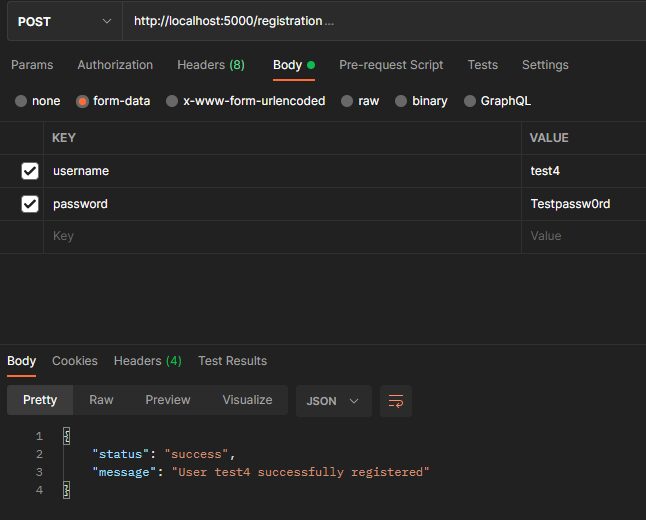 POST http://localhost:5000/registration ...
Params Authorization Headers (8) Body Pre-request Script Tests Settings
none form-data x-www-form-urlencoded raw binary GraphQL
KEY VALUE
username test4
password Testpassw0rd
Key Value
Body Cookies Headers (4) Test Results
Pretty Raw Preview Visualize JSON
1 {
2 "status": "success",
3 "message": "User test4 successfully registered"
4 }